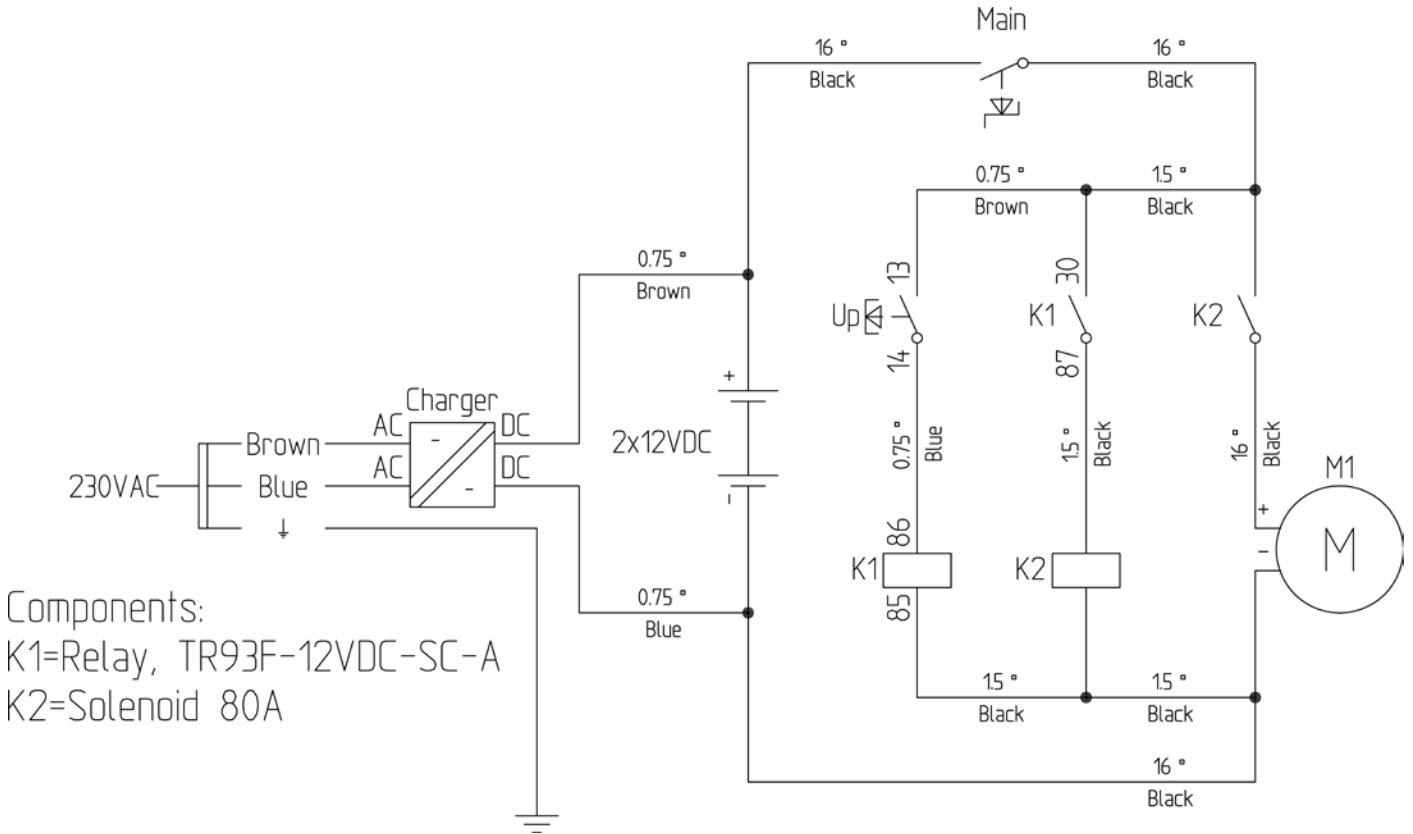 Main
16 ▫
Black
16 ▫
Black
0.75 ▫
Brown
1.5 ▫
Black
0.75 ▫
Brown
13
Up
14
30
K1
87
K2
+
2x12VDC
-
Charger
AC
AC
-
-
DC
DC
230VAC
Brown
Blue
0.75 ▫
Blue
1.5 ▫
Black
16 ▫
Black
M1
+
-
M
86
K1
85
K2
0.75 ▫
Blue
Components:
K1=Relay, TR93F-12VDC-SC-A
K2=Solenoid 80A
1.5 ▫
Black
1.5 ▫
Black
16 ▫
Black